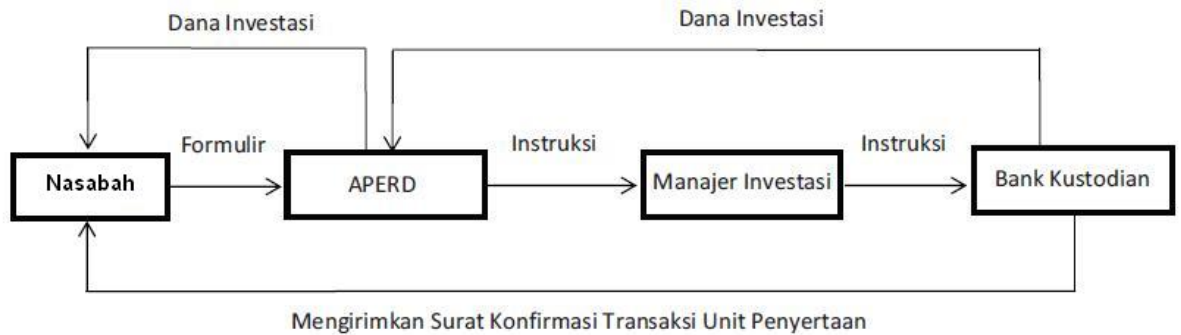 Dana Investasi
Dana Investasi
Formulir
Instruksi
Instruksi
Nasabah
APERD
Manajer Investasi
Bank Kustodian
Mengirimkan Surat Konfirmasi Transaksi Unit Penyertaan